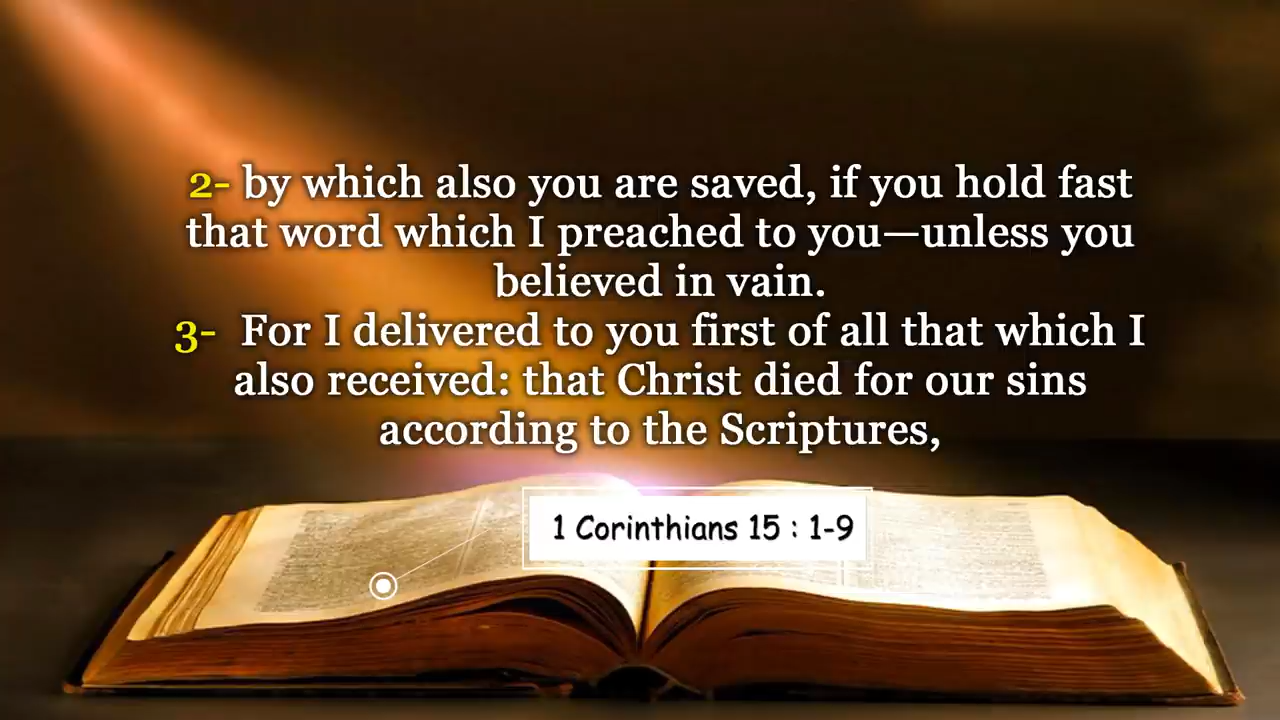 2- by which also you are saved, if you hold fast
that word which I preached to you—unless you
believed in vain.
3- For I delivered to you first of all that which I
also received: that Christ died for our sins
according to the Scriptures,
1 Corinthians 15 : 1-9